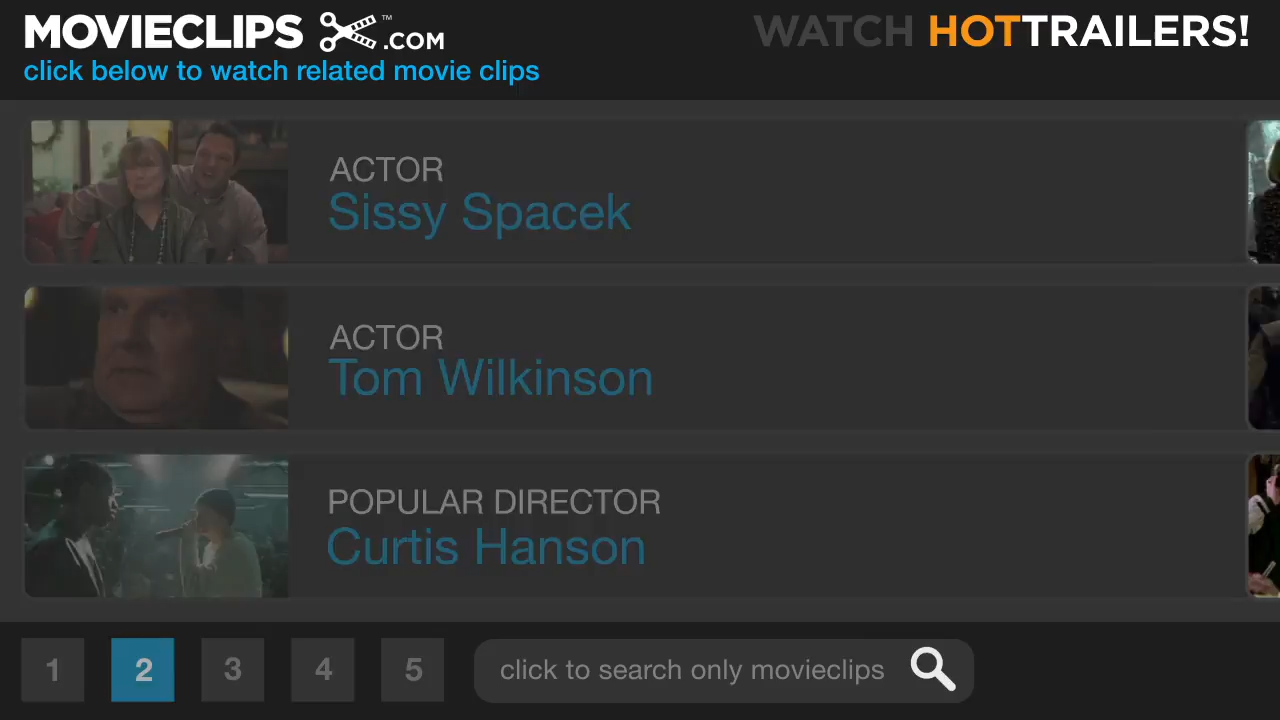 MOVIECLIPS ™ .COM
WATCH HOTTRAILERS!
click below to watch related movie clips
ACTOR
Sissy Spacek
ACTOR
Tom Wilkinson
POPULAR DIRECTOR
Curtis Hanson
1 2 3 4 5
click to search only movieclips